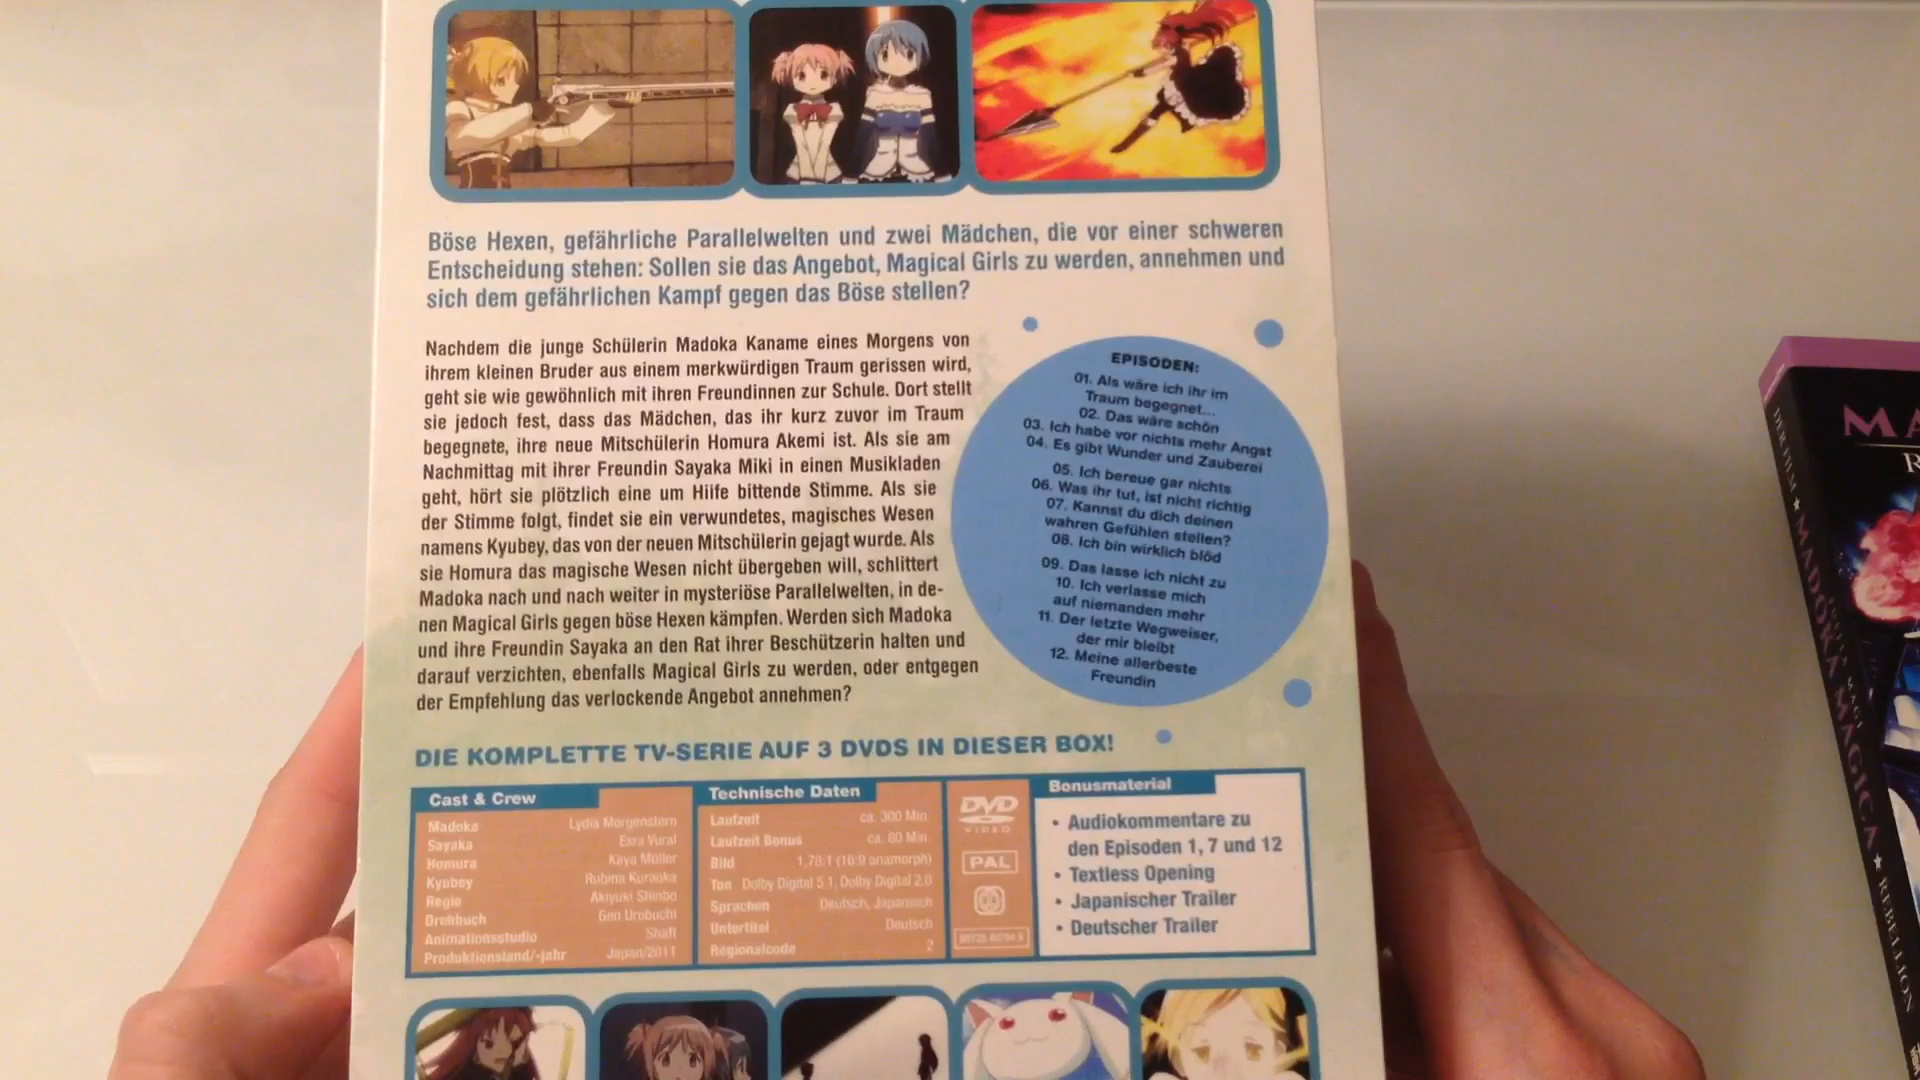 Böse Hexen, gefährliche Parallelwelten und zwei Mädchen, die vor einer schweren
Entscheidung stehen: Sollen sie das Angebot, Magical Girls zu werden, annehmen und
sich dem gefährlichen Kampf gegen das Böse stellen?
Nachdem die junge Schülerin Madoka Kaname eines Morgens von
ihrem kleinen Bruder aus einem merkwürdigen Traum gerissen wird,
geht sie wie gewöhnlich mit ihren Freundinnen zur Schule. Dort stellt
sie jedoch fest, dass das Mädchen, das ihr kurz zuvor im Traum
begegnete, ihre neue Mitschülerin Homura Akemi ist. Als sie am
Nachmittag mit ihrer Freundin Sayaka Miki in einen Musikladen
geht, hört sie plötzlich eine um Hilfe bittende Stimme. Als sie
der Stimme folgt, findet sie ein verwundetes, magisches Wesen
namens Kyubey, das von der neuen Mitschülerin gejagt wurde. Als
sie Homura das magische Wesen nicht übergeben will, schlittert
Madoka nach und nach weiter in mysteriöse Parallelwelten, in de-
nen Magical Girls gegen böse Hexen kämpfen. Werden sich Madoka
und ihre Freundin Sayaka an den Rat ihrer Beschützerin halten und
darauf verzichten, ebenfalls Magical Girls zu werden, oder entgegen
der Empfehlung das verlockende Angebot annehmen?
EPISODEN:
01. Als wäre ich ihr im
Traum begegnet...
02. Das wäre schön
03. Ich habe vor nichts mehr Angst
04. Es gibt Wunder und Zauberei
05. Ich bereue gar nichts
06. Was ihr tut, ist nicht richtig
07. Kannst du dich deinen
wahren Gefühlen stellen?
08. Ich bin wirklich blöd
09. Das lasse ich nicht zu
10. Ich verlasse mich
auf niemanden mehr
11. Der letzte Wegweiser,
der mir bleibt
12. Meine allerbeste
Freundin
DIE KOMPLETTE TV-SERIE AUF 3 DVDS IN DIESER BOX!
Cast & Crew
Madoka Lydia Morgenstern
Sayaka Esra Vural
Homura Kaya Müller
Kyubey Rubina Kuraoka
Regie Akiyuki Shinbo
Drehbuch Gen Urobuchi
Animationsstudio Shaft
Produktionsland/-jahr Japan/2011
Technische Daten
Laufzeit ca. 300 Min.
Laufzeit Bonus ca. 60 Min.
Bild 1,78:1 (16:9 anamorph)
Ton Dolby Digital 5.1, Dolby Digital 2.0
Sprachen Deutsch, Japanisch
Untertitel Deutsch
Regionalcode 2
DVD
VIDEO
PAL
Bonusmaterial
• Audiokommentare zu
den Episoden 1, 7 und 12
• Textless Opening
• Japanischer Trailer
• Deutscher Trailer
MA
R
DER FILM ★ MADOKA MAGICA ★ REBELLION
PUELLA MAGI